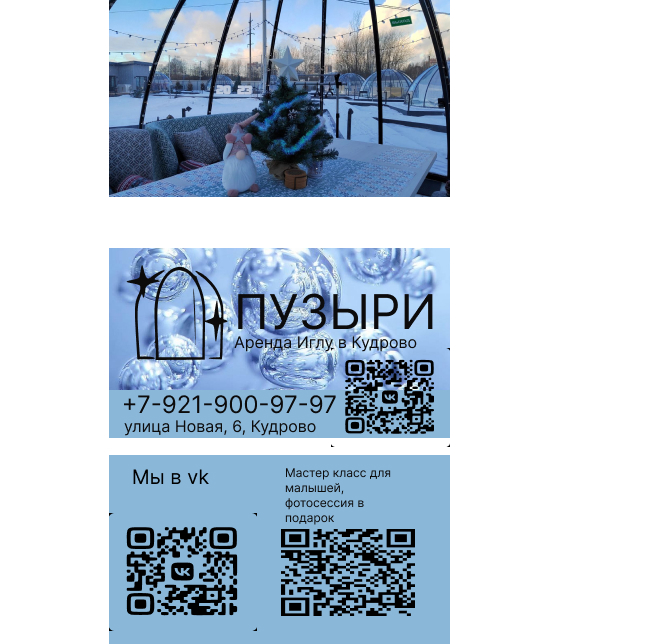 ПУЗЫРИ
Аренда Иглу в Кудрово
+7-921-900-97-97
улица Новая, 6, Кудрово
Мы в vk
Мастер класс для
малышей,
фотосессия в
подарок